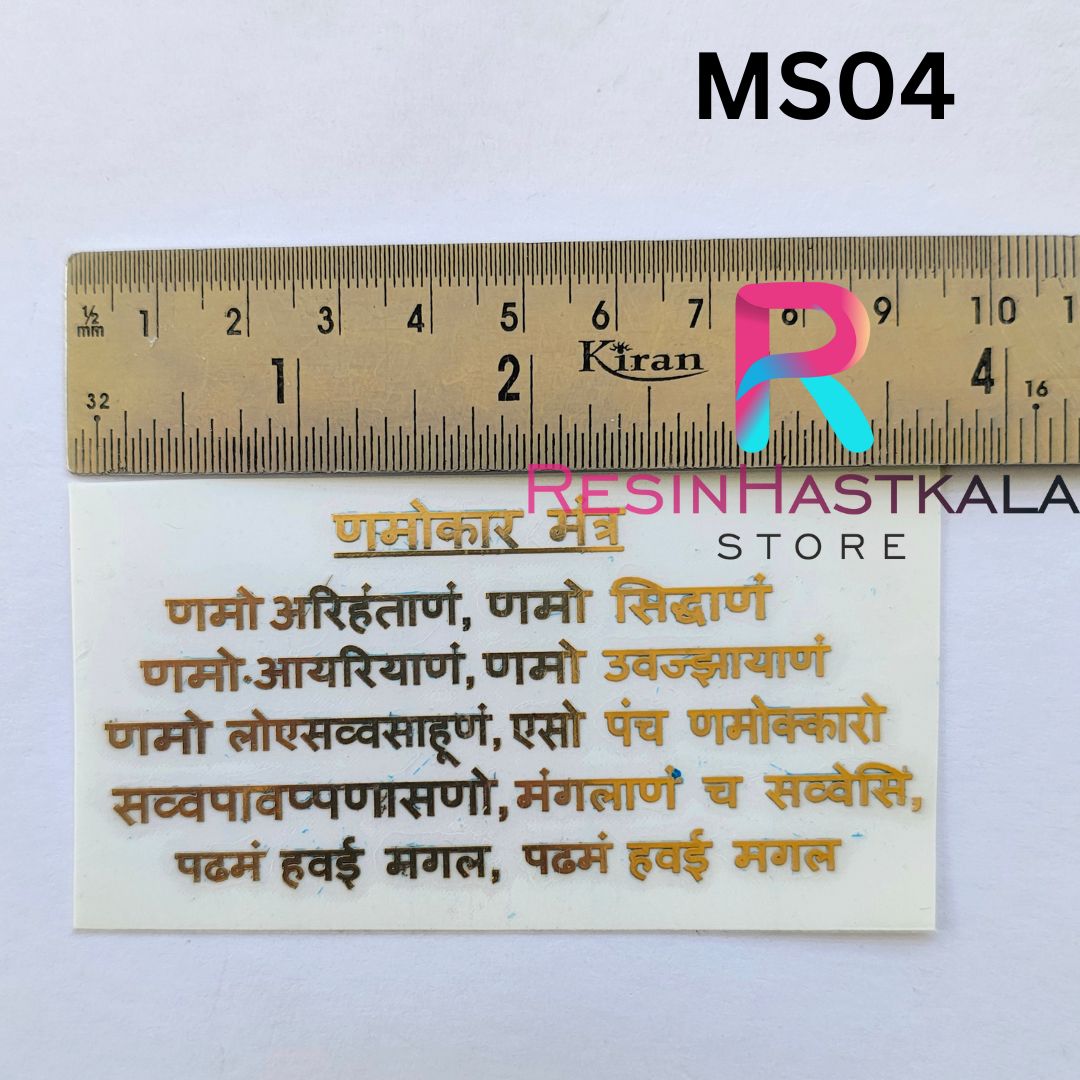 MS04
½ mm 1 2 3 4 5 6 7 8 9 10 1
1 2 Kiran 4
32 16
R
RESINHASTKALA
STORE
णमोकार मंत्र
णमो अरिहंताणं, णमो सिद्धाणं
णमो आयरियाणं, णमो उवज्झायाणं
णमो लोएसव्वसाहूणं, एसो पंच णमोक्कारो
सव्वपावप्पणासणो, मंगलाणं च सव्वेसिं,
पढमं हवई मगल, पढमं हवई मगल